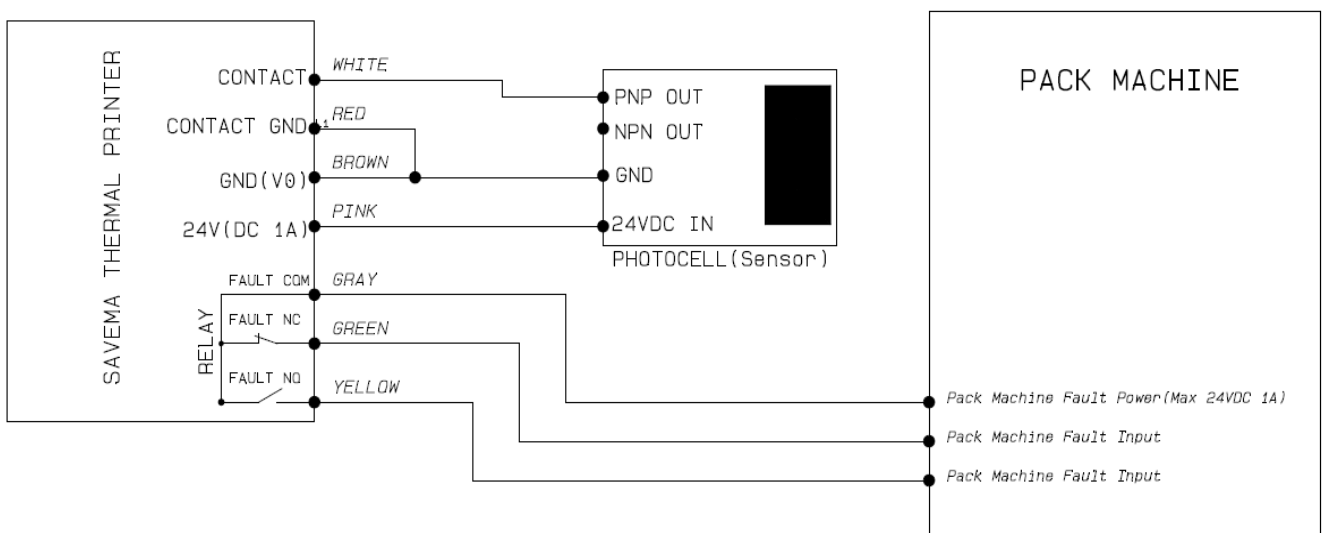 SAVEMA THERMAL PRINTER
CONTACT
WHITE
CONTACT GND
L1
RED
GND(V0)
BROWN
24V(DC 1A)
PINK
FAULT COM
GRAY
RELAY
FAULT NC
GREEN
FAULT NO
YELLOW
PNP OUT
NPN OUT
GND
24VDC IN
PHOTOCELL(Sensor)
PACK MACHINE
Pack Machine Fault Power(Max 24VDC 1A)
Pack Machine Fault Input
Pack Machine Fault Input